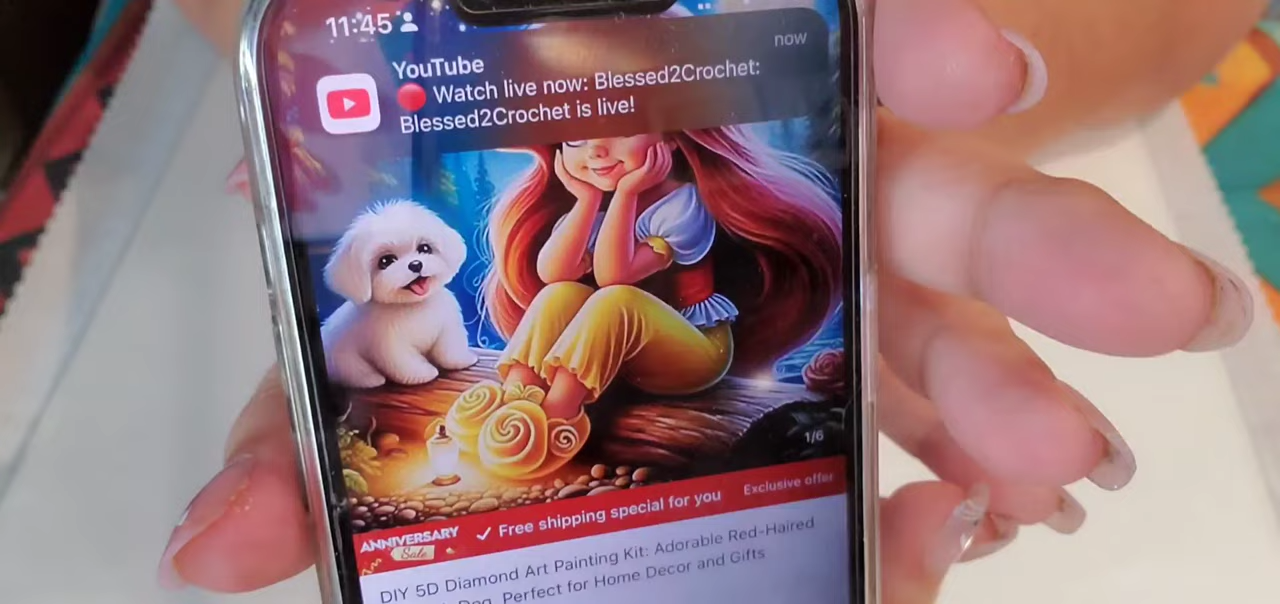 11:45
now
YouTube
🔴 Watch live now: Blessed2Crochet:
Blessed2Crochet is live!
1/6
ANNIVERSARY
Sale
✓ Free shipping special for you
Exclusive offer
DIY 5D Diamond Art Painting Kit: Adorable Red-Haired
Dog, Perfect for Home Decor and Gifts